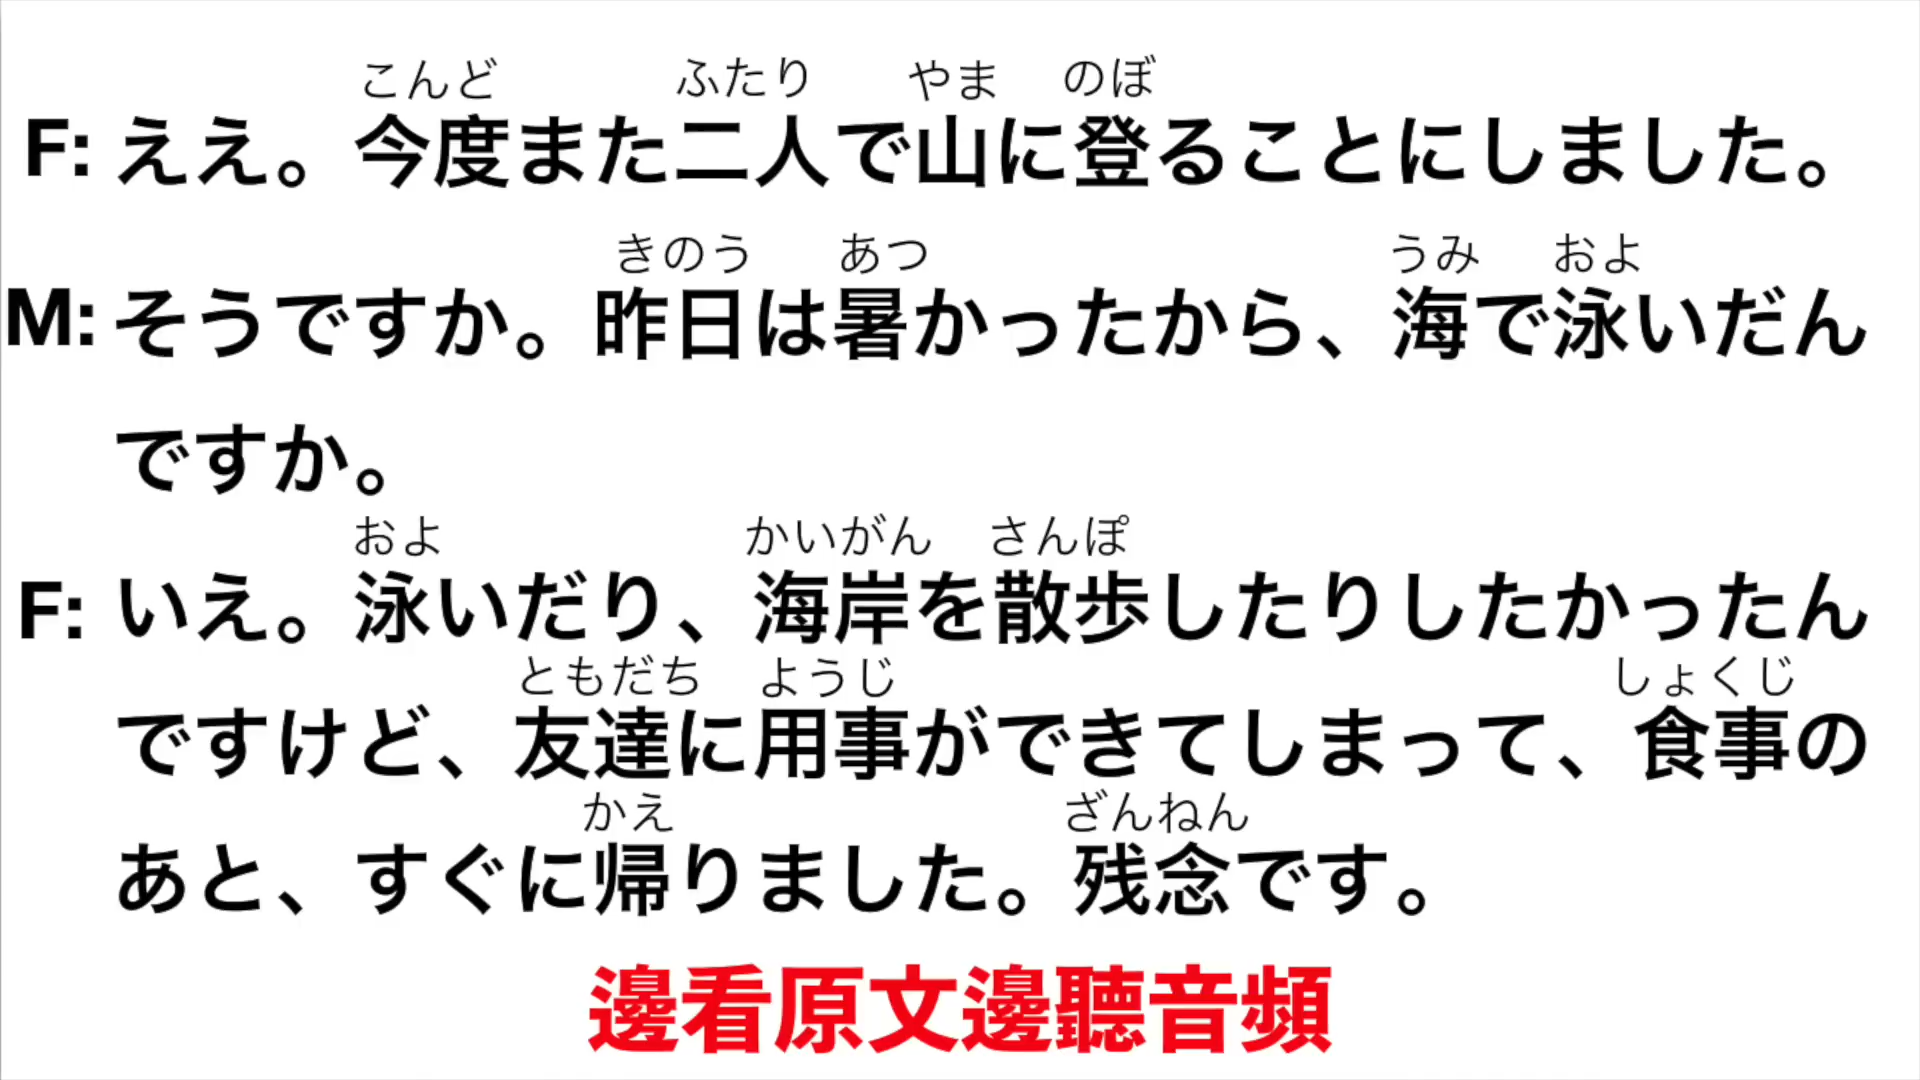 こんど ふたり やま のぼ
F: ええ。今度また二人で山に登ることにしました。
きのう あつ うみ およ
M: そうですか。昨日は暑かったから、海で泳いだん
ですか。
およ かいがん さんぽ
F: いえ。泳いだり、海岸を散歩したりしたかったん
ともだち ようじ しょくじ
ですけど、友達に用事ができてしまって、食事の
かえ ざんねん
あと、すぐに帰りました。残念です。
邊看原文邊聽音頻